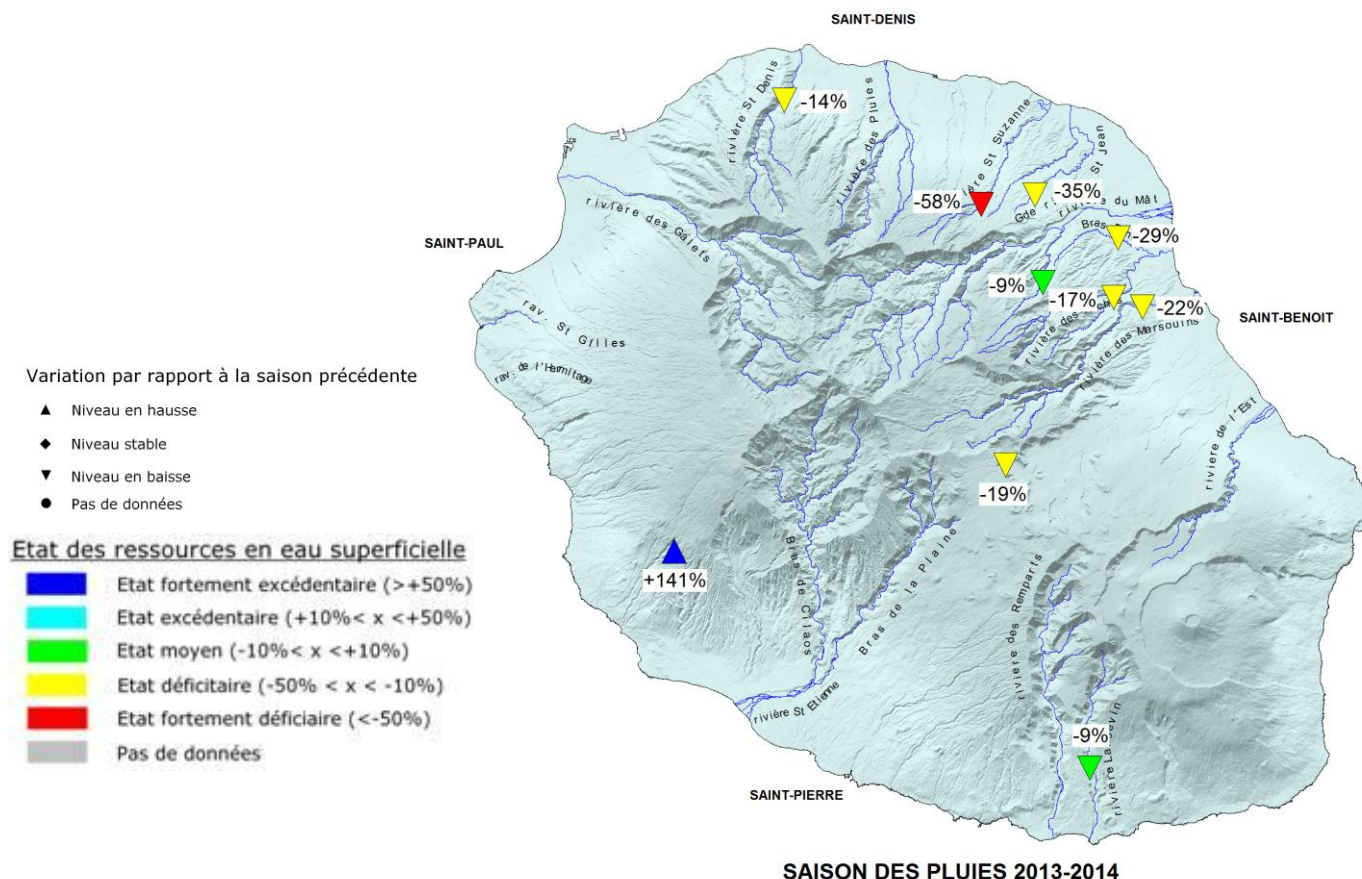 SAINT-DENIS
rivière St Denis
-14%
rivière des Pluies
rivière St Suzanne
-58%
-35%
St Jean
Gde
rivière du Mât
rivière des Galets
SAINT-PAUL
Bras
-29%
-9%
-17%
-22%
SAINT-BENOIT
rivière des
rivière des Marsouins
rav. St Gilles
rav. de l'Hermitage
Variation par rapport à la saison précédente
Niveau en hausse
Niveau stable
Niveau en baisse
Pas de données
riviere de l'Est
-19%
Etat des ressources en eau superficielle
Etat fortement excédentaire (>+50%)
Etat excédentaire (+10%< x <+50%)
Etat moyen (-10%< x <+10%)
Etat déficitaire (-50% < x < -10%)
Etat fortement déficiaire (<-50%)
Pas de données
+141%
Bras de Cilaos
Bras de la Plaine
rivière des Remparts
rivière St Etienne
-9%
SAINT-PIERRE
SAISON DES PLUIES 2013-2014